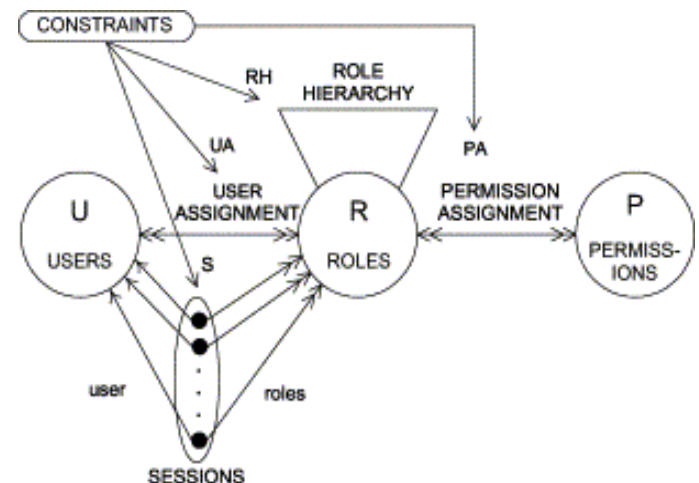 CONSTRAINTS
RH
ROLE
HIERARCHY
UA
PA
USER
ASSIGNMENT
PERMISSION
ASSIGNMENT
U
USERS
R
ROLES
P
PERMISS-
IONS
S
user
roles
SESSIONS